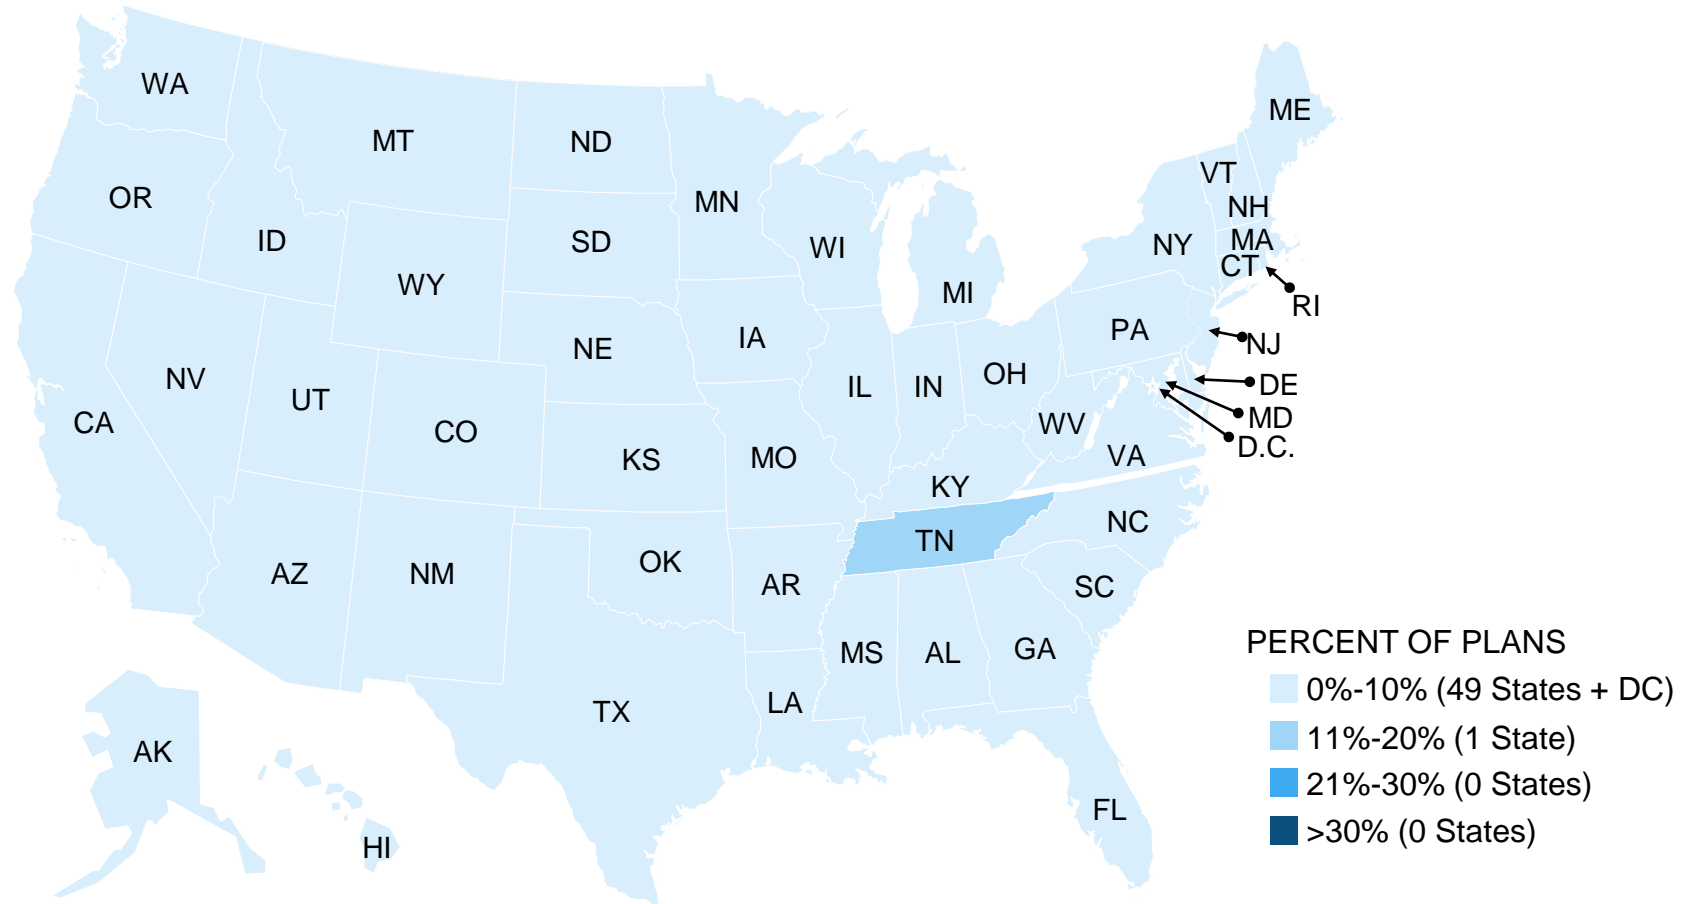 WA
MT
ND
MN
ME
OR
ID
SD
WI
VT
NH
NY
MA
CT
WY
MI
RI
NE
IA
PA
NJ
NV
UT
IL
IN
OH
DE
MD
D.C.
CA
CO
KS
MO
WV
VA
KY
NC
TN
AZ
NM
OK
AR
SC
MS
AL
GA
LA
TX
AK
HI
FL
PERCENT OF PLANS
0%-10% (49 States + DC)
11%-20% (1 State)
21%-30% (0 States)
>30% (0 States)